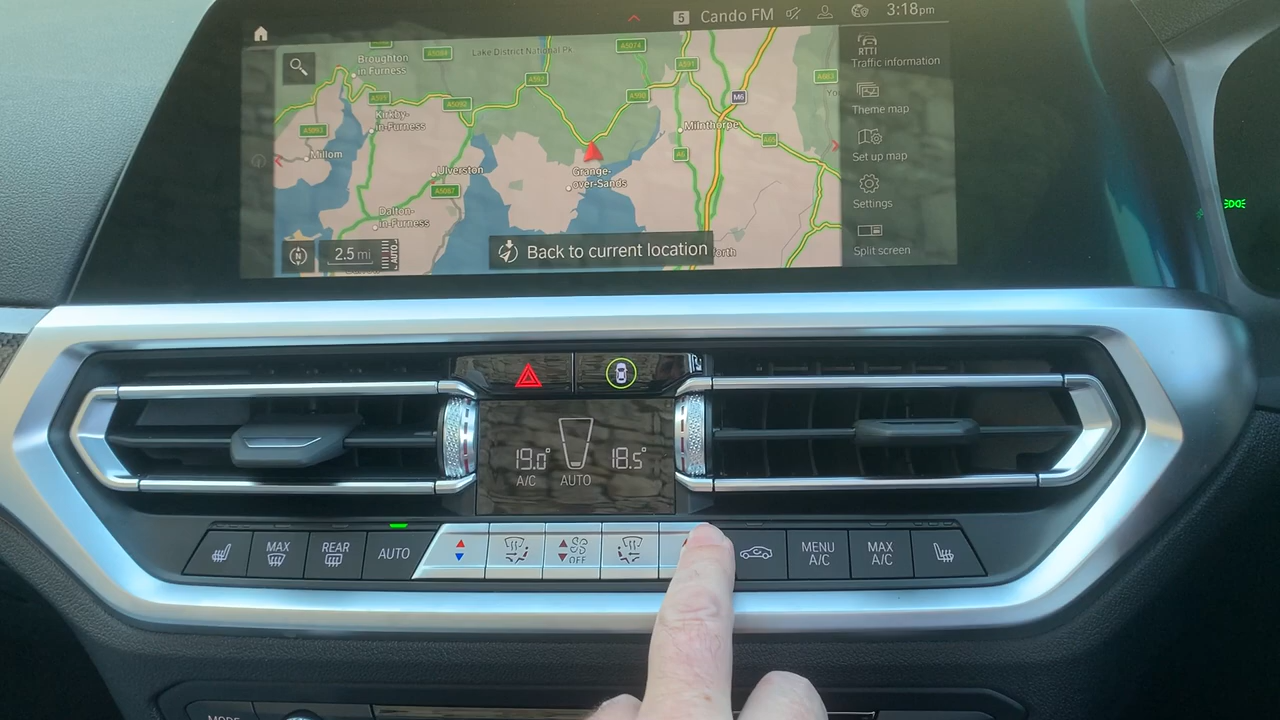 5 Cando FM 3:18pm
Lake District National Pk
A5074
Broughton
in Furness
A591
A592
A590
M6
A595
A5092
Kirkby-
in-Furness
A5093
Milnthorpe
Millom
A6
Ulverston
Grange-
over-Sands
A5087
Dalton-
in-Furness
N
2.5 mi
AUTO
Back to current location
RTTI
Traffic information
Theme map
Set up map
Settings
Split screen
19.0° 18.5°
A/C AUTO
MAX
REAR
AUTO
OFF
MENU
A/C
MAX
A/C
MODE